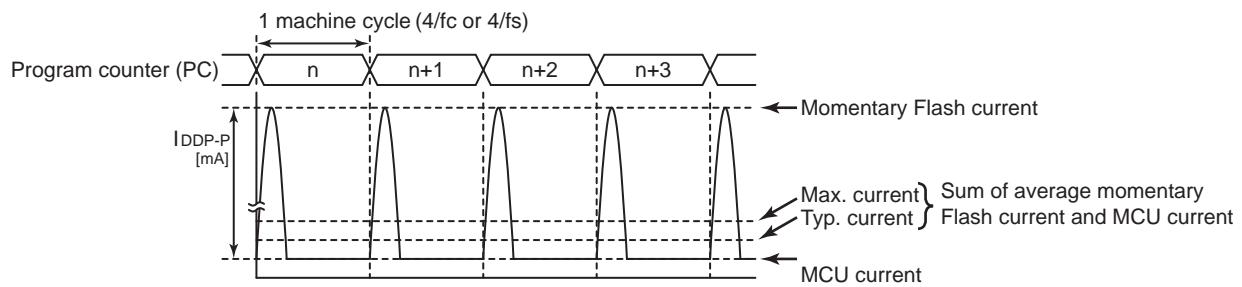 1 machine cycle (4/fc or 4/fs)
Program counter (PC) n n+1 n+2 n+3
Momentary Flash current
IDDP-P
[mA]
Max. current
Typ. current
Sum of average momentary
Flash current and MCU current
MCU current